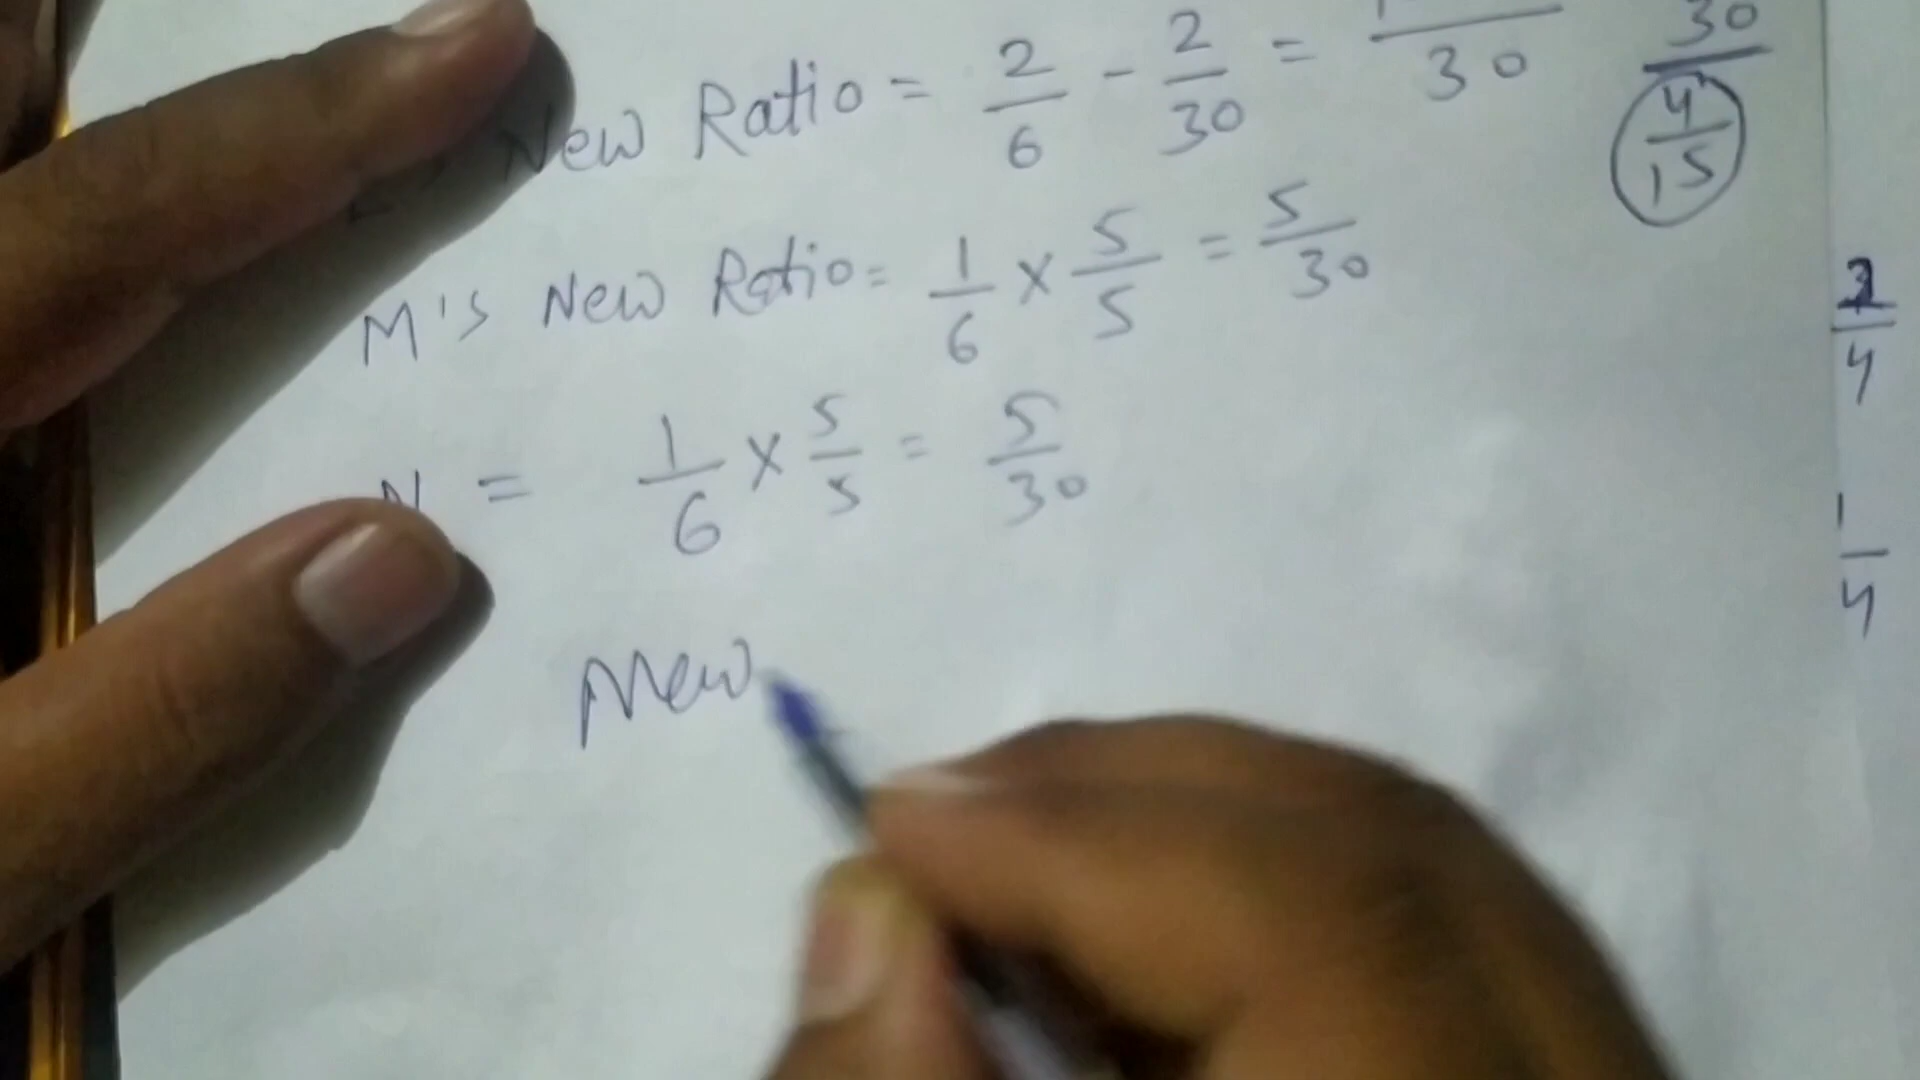 New Ratio = 2/6 - 2/30 = /30
30
4/15
M's New Ratio = 1/6 × 5/5 = 5/30
N = 1/6 × 5/5 = 5/30
/4
1/4
New